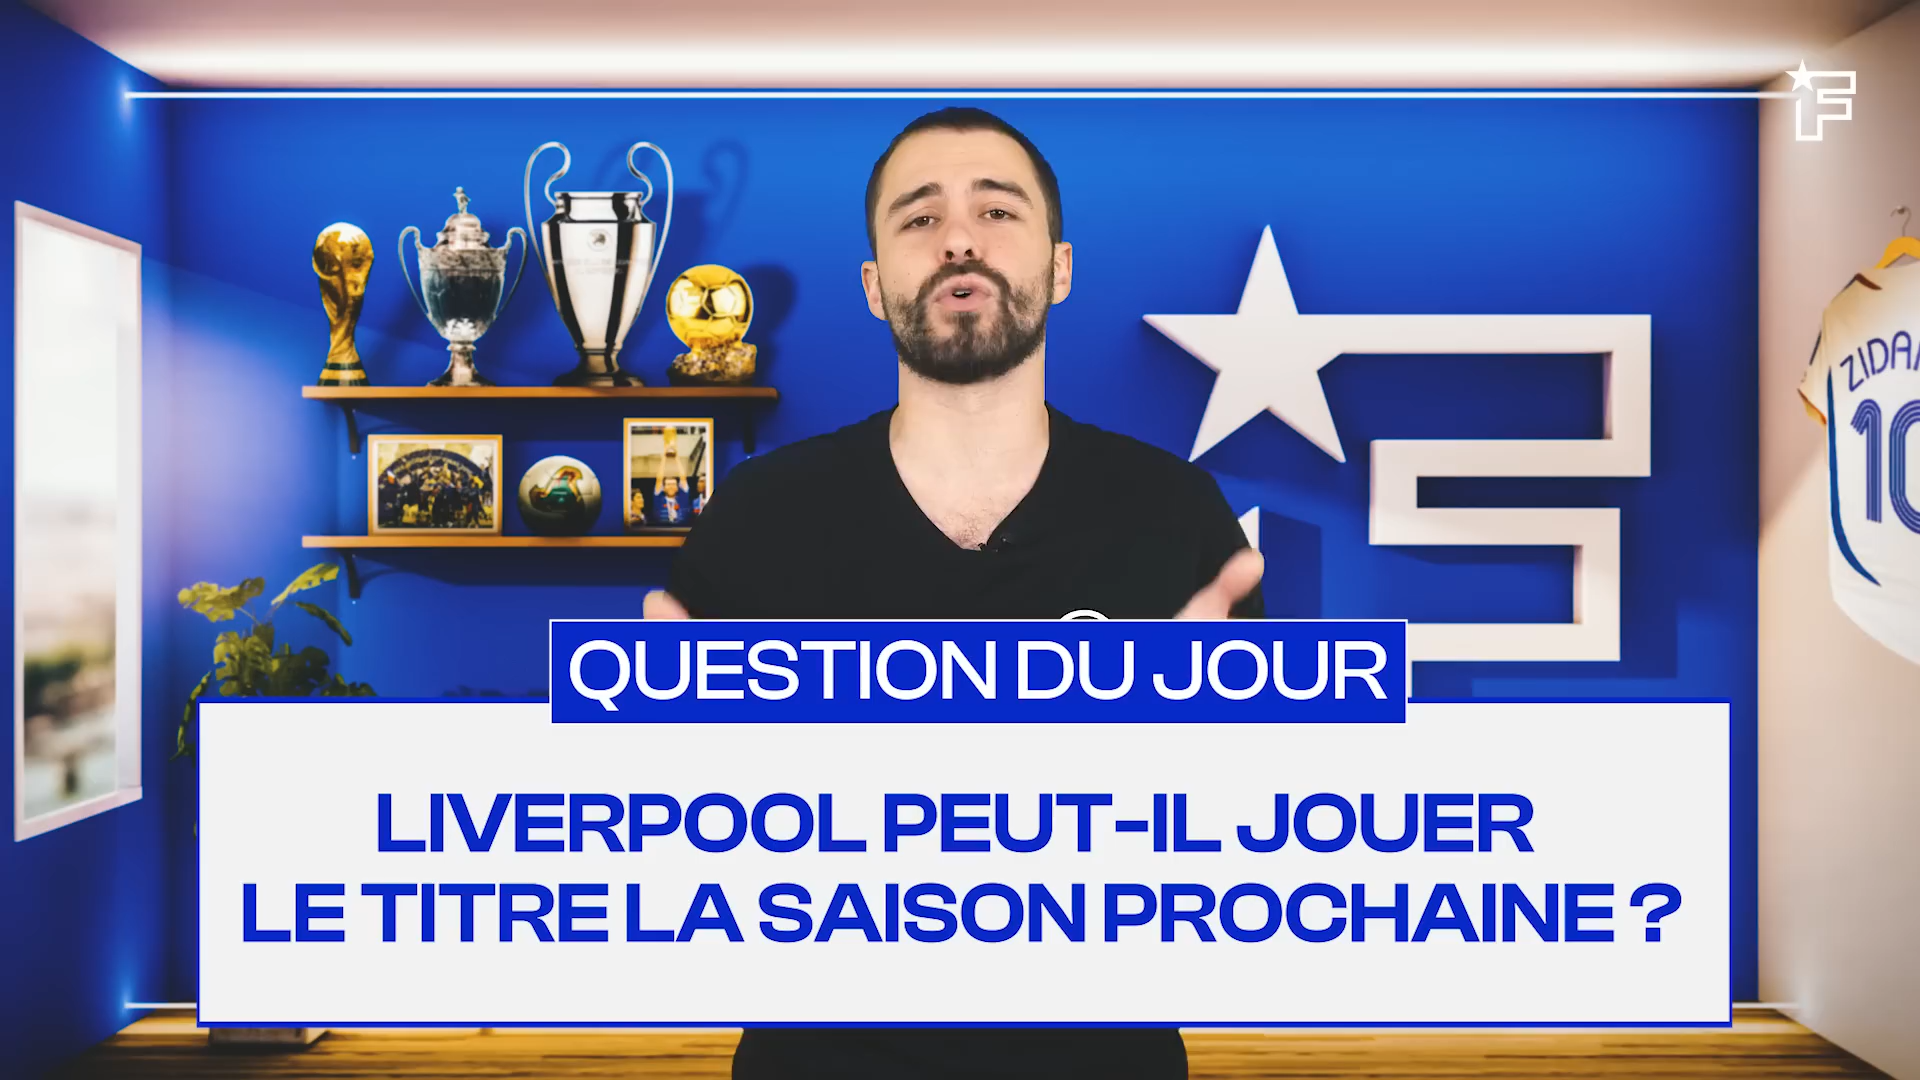 ZIDA
10
QUESTION DU JOUR
LIVERPOOL PEUT-IL JOUER
LE TITRE LA SAISON PROCHAINE ?